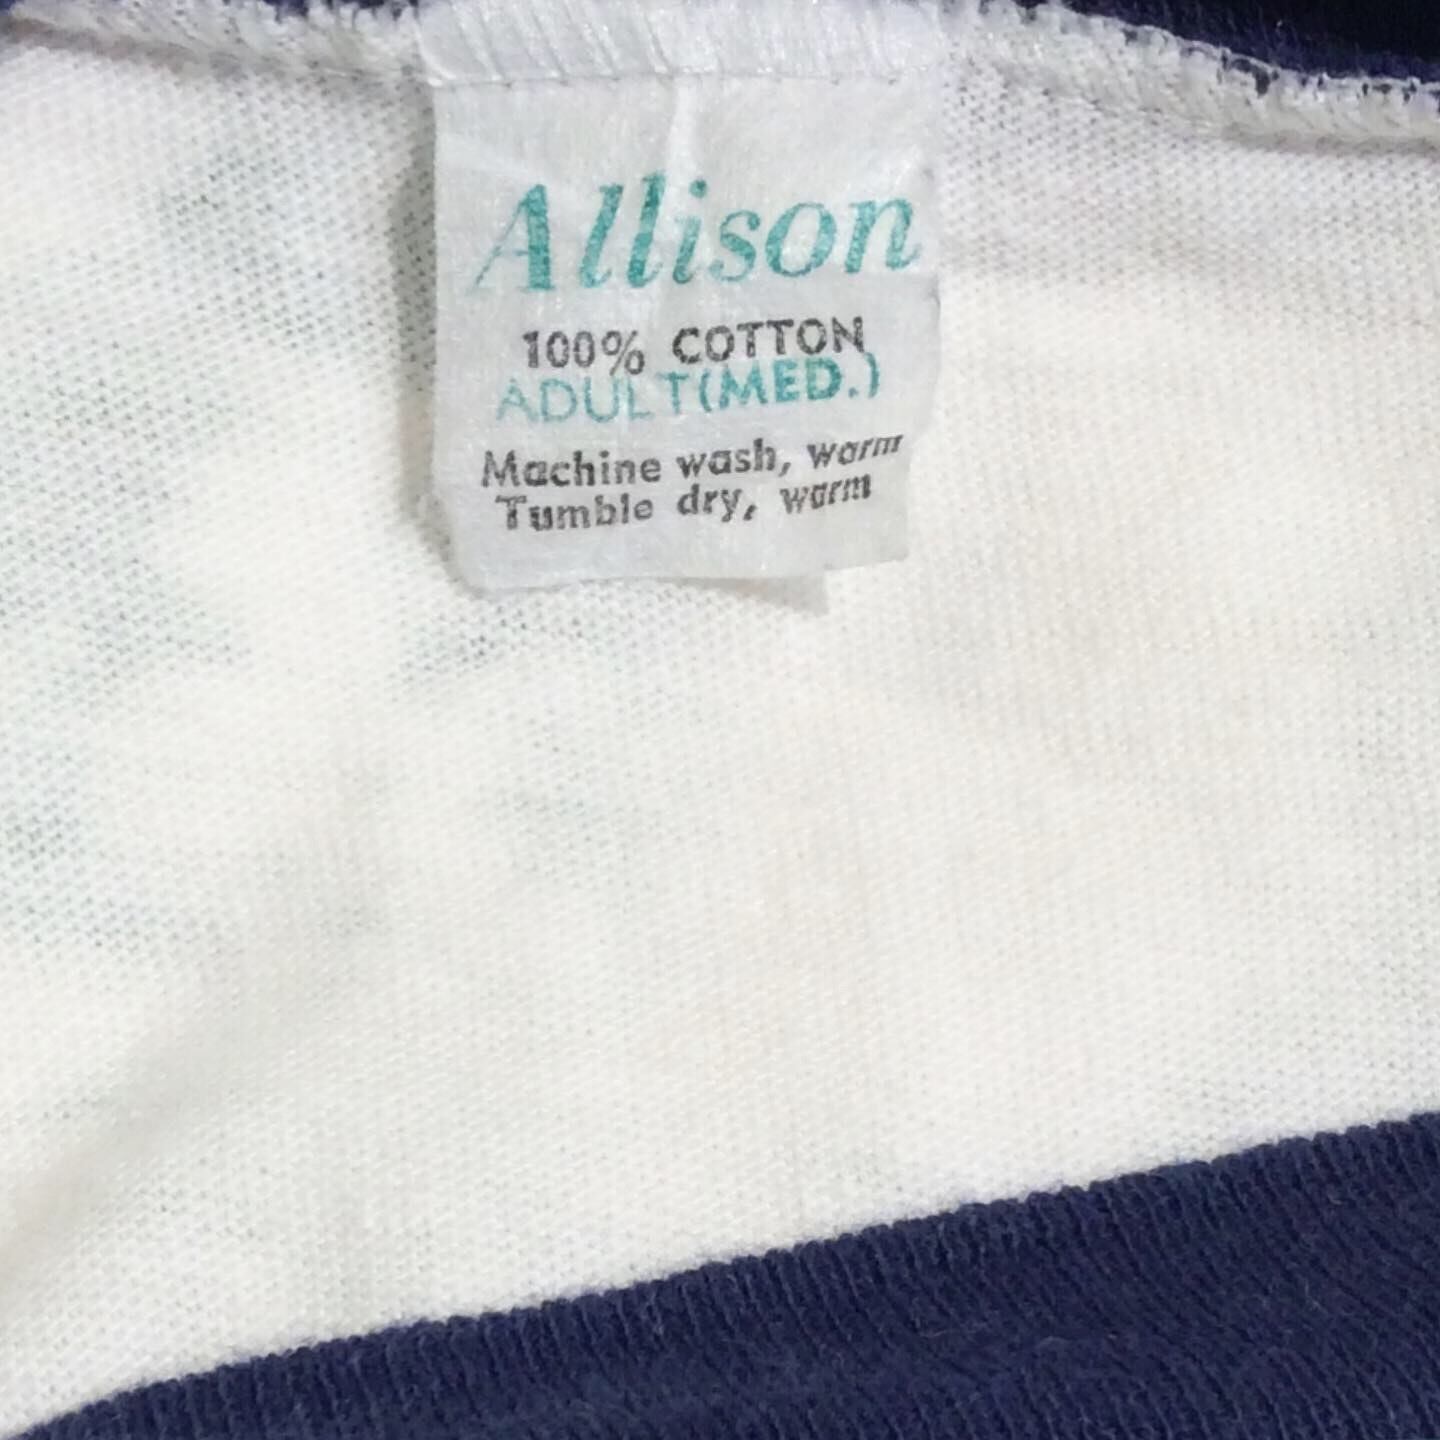 Allison
100% COTTON
ADULT(MED.)
Machine wash, warm
Tumble dry, warm